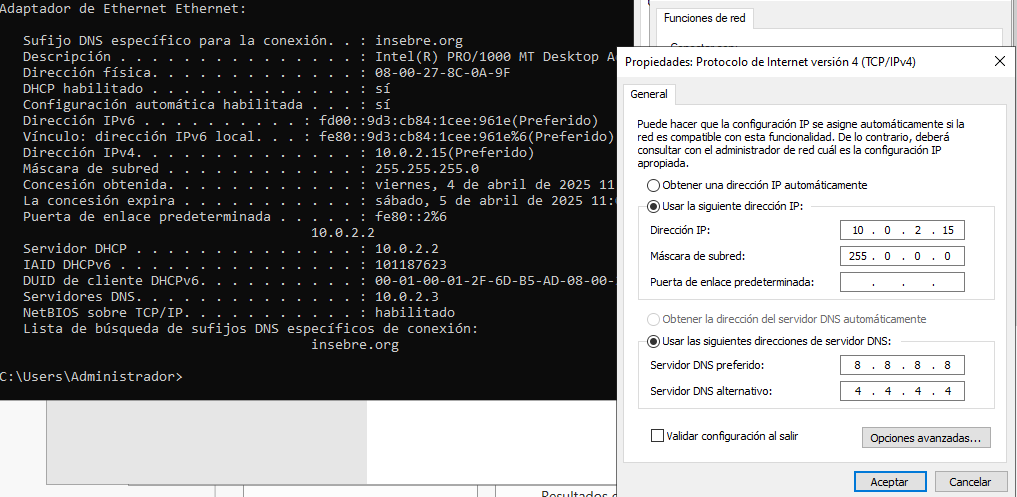 Adaptador de Ethernet Ethernet:
Sufijo DNS específico para la conexión. . : insebre.org
Descripción . . . . . . . . . . . . . . . : Intel(R) PRO/1000 MT Desktop
Dirección física. . . . . . . . . . . . . : 08-00-27-8C-0A-9F
DHCP habilitado . . . . . . . . . . . . . : sí
Configuración automática habilitada . . . : sí
Dirección IPv6 . . . . . . . . . . : fd00::9d3:cb84:1cee:961e(Preferido)
Vínculo: dirección IPv6 local. . . : fe80::9d3:cb84:1cee:961e%6(Preferido)
Dirección IPv4. . . . . . . . . . . . . . : 10.0.2.15(Preferido)
Máscara de subred . . . . . . . . . . . . : 255.255.255.0
Concesión obtenida. . . . . . . . . . . . : viernes, 4 de abril de 2025 11
La concesión expira . . . . . . . . . . . : sábado, 5 de abril de 2025 11:
Puerta de enlace predeterminada . . . . . : fe80::2%6
10.0.2.2
Servidor DHCP . . . . . . . . . . . . . . : 10.0.2.2
IAID DHCPv6 . . . . . . . . . . . . . . . : 101187623
DUID de cliente DHCPv6. . . . . . . . . . : 00-01-00-01-2F-6D-B5-AD-08-00-
Servidores DNS. . . . . . . . . . . . . . : 10.0.2.3
NetBIOS sobre TCP/IP. . . . . . . . . . . : habilitado
Lista de búsqueda de sufijos DNS específicos de conexión:
insebre.org
C:\Users\Administrador>
Funciones de red
Propiedades: Protocolo de Internet versión 4 (TCP/IPv4)
General
Puede hacer que la configuración IP se asigne automáticamente si la
red es compatible con esta funcionalidad. De lo contrario, deberá
consultar con el administrador de red cuál es la configuración IP
apropiada.
Obtener una dirección IP automáticamente
Usar la siguiente dirección IP:
Dirección IP: 10 . 0 . 2 . 15
Máscara de subred: 255 . 0 . 0 . 0
Puerta de enlace predeterminada: . . .
Obtener la dirección del servidor DNS automáticamente
Usar las siguientes direcciones de servidor DNS:
Servidor DNS preferido: 8 . 8 . 8 . 8
Servidor DNS alternativo: 4 . 4 . 4 . 4
Validar configuración al salir
Opciones avanzadas...
Aceptar
Cancelar
Resultados